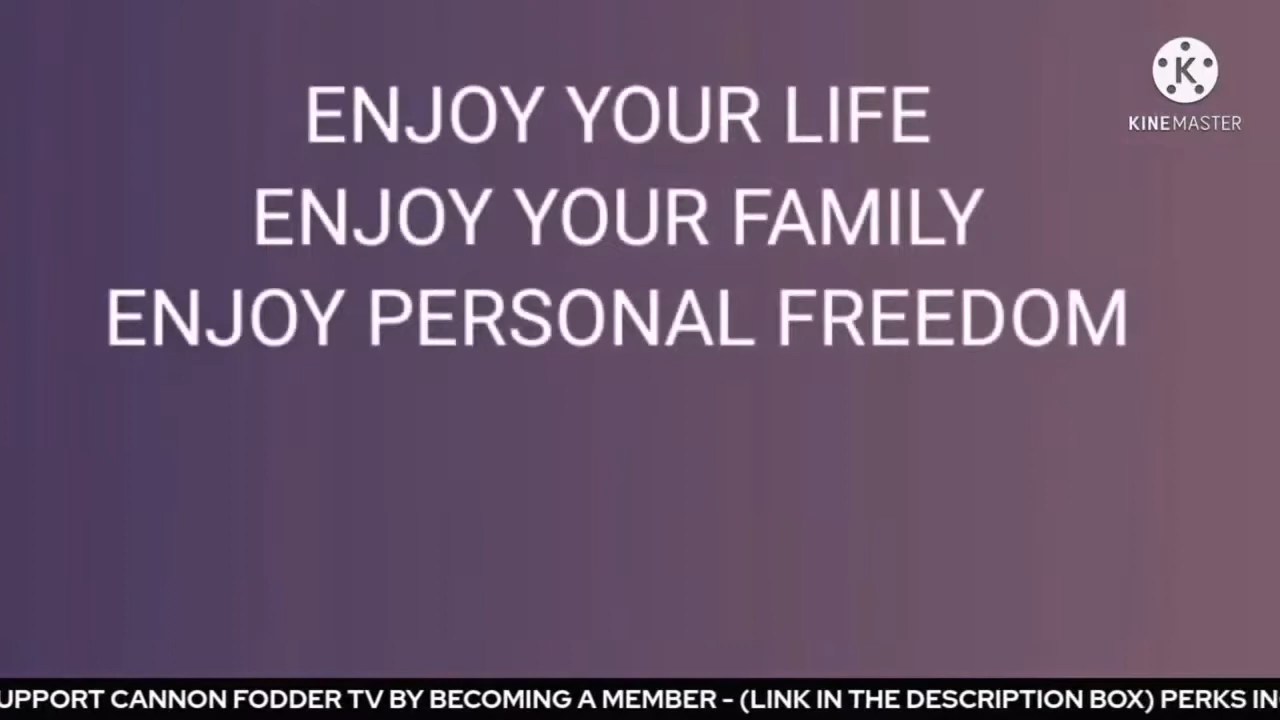 ENJOY YOUR LIFE
ENJOY YOUR FAMILY
ENJOY PERSONAL FREEDOM
K
KINEMASTER
UPPORT CANNON FODDER TV BY BECOMING A MEMBER - (LINK IN THE DESCRIPTION BOX) PERKS IN